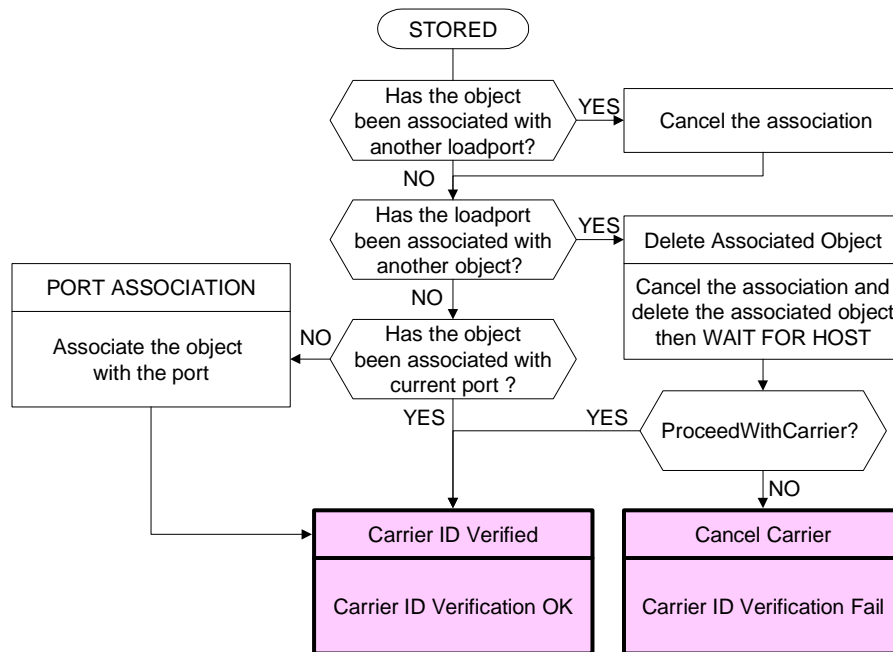 STORED
Has the object
been associated with
another loadport?
YES
Cancel the association
NO
Has the loadport
been associated with
another object?
YES
Delete Associated Object
Cancel the association and
delete the associated object
then WAIT FOR HOST
NO
PORT ASSOCIATION
Associate the object
with the port
NO
Has the object
been associated with
current port ?
YES
YES
ProceedWithCarrier?
NO
Carrier ID Verified
Carrier ID Verification OK
Cancel Carrier
Carrier ID Verification Fail